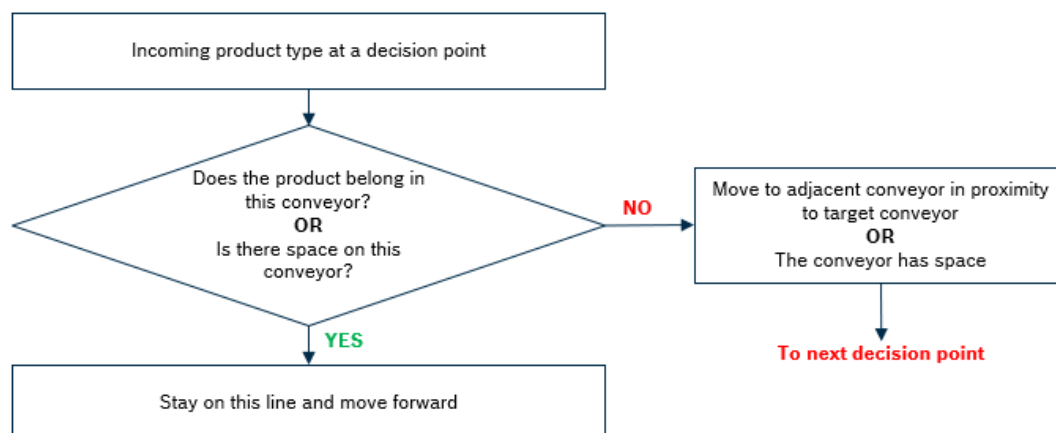 Incoming product type at a decision point
Does the product belong in
this conveyor?
OR
Is there space on this
conveyor?
NO
Move to adjacent conveyor in proximity
to target conveyor
OR
The conveyor has space
YES
To next decision point
Stay on this line and move forward